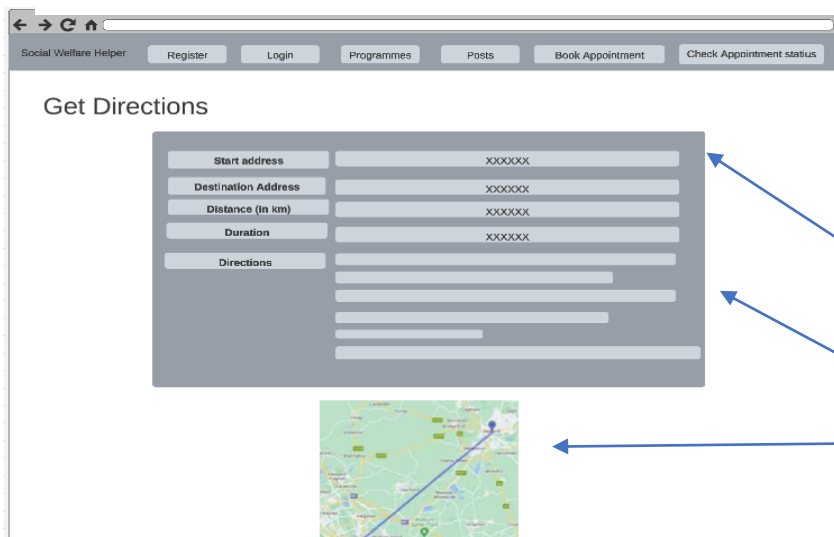 Social Welfare Helper Register Login Programmes Posts Book Appointment Check Appointment statius
Get Directions
Start address XXXXXX
Destination Address XXXXXX
Distance (in km) XXXXXX
Duration XXXXXX
Directions